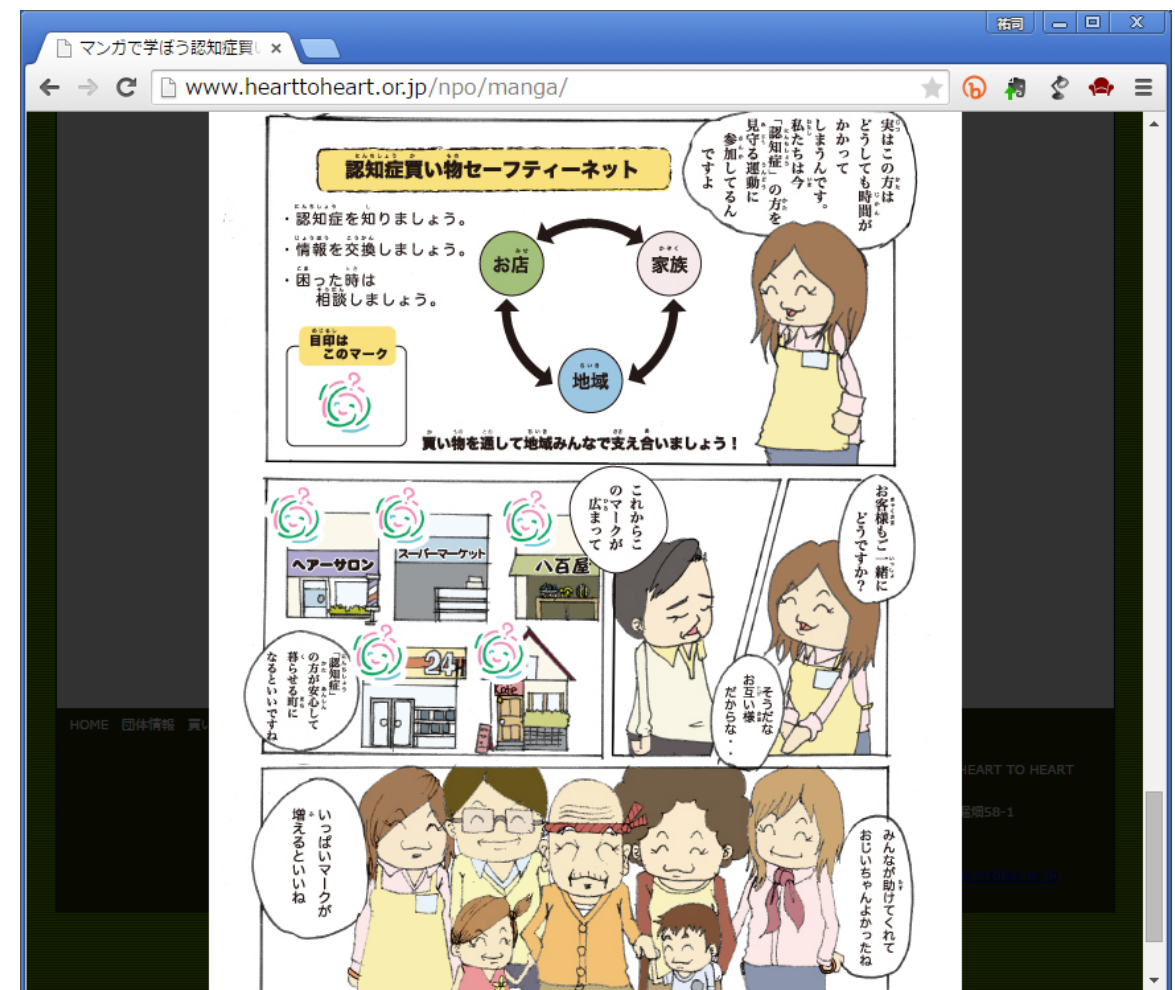 祐司
マンガで学ぼう認知症買い
www.hearttoheart.or.jp/npo/manga/
実はこの方は
どうしても時間が
かかって
しまうんです。
私たちは今
「認知症」の方を
見守る運動に
参加してるん
ですよ
認知症買い物セーフティーネット
・認知症を知りましょう。
・情報を交換しましょう。
・困った時は
相談しましょう。
お店
家族
地域
目印は
このマーク
買い物を通して地域みんなで支え合いましょう！
お客様もご一緒に
どうですか？
そうだな
お互い様
だからな・・
これからこ
のマークが
広まって
ヘアーサロン
スーパーマーケット
八百屋
24H
Cafe
「認知症」
の方が安心して
暮らせる町に
なるといいですね
みんなが助けてくれて
おじいちゃんよかったね
いっぱいマークが
増えるといいね
HOME 団体情報 買い
HEART TO HEART
畑58-1